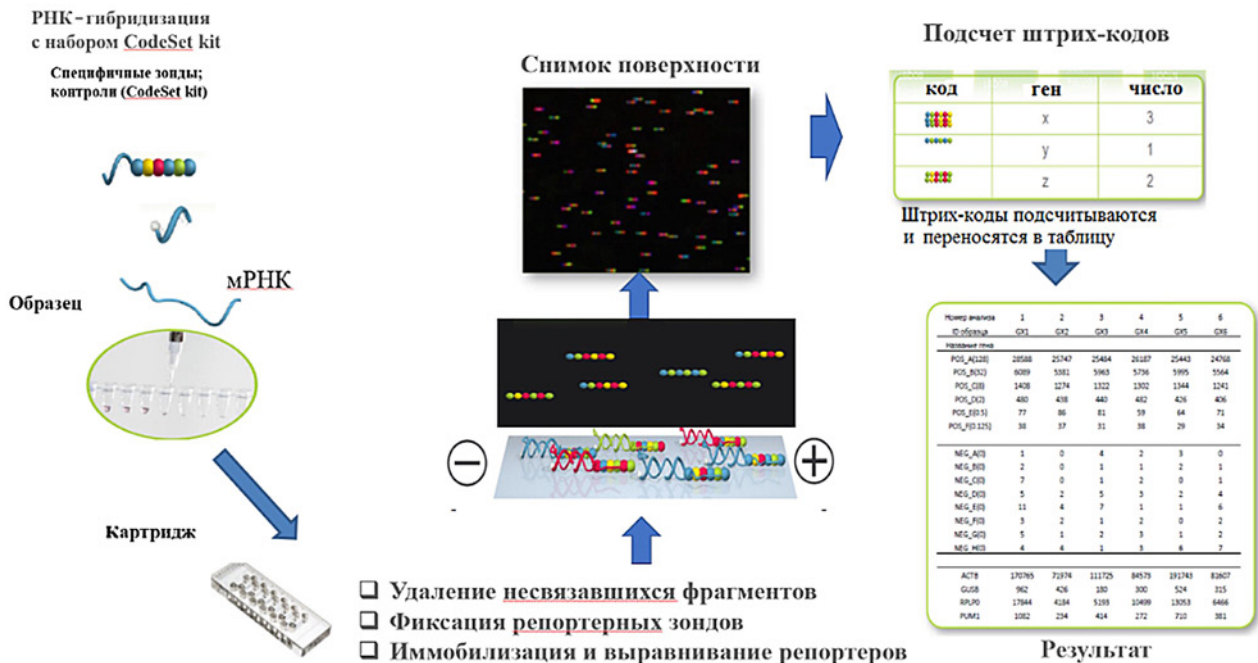 РНК-гибридизация
с набором CodeSet kit
Специфичные зонды;
контроли (CodeSet kit)
мРНК
Образец
Картридж
Снимок поверхности
❑ Удаление несвязавшихся фрагментов
❑ Фиксация репортерных зондов
❑ Иммобилизация и выравнивание репортеров
Подсчет штрих-кодов
код ген число
x 3
y 1
z 2
Штрих-коды подсчитываются
и переносятся в таблицу
Номер анализа 1 2 3 4 5 6
ID образца GX1 GX2 GX3 GX4 GX5 GX6
Название гена
POS_A(128) 28588 25747 25484 26187 25443 24768
POS_B(32) 6089 5381 5965 5736 5995 5564
POS_C(8) 1408 1274 1322 1302 1344 1241
POS_D(2) 480 438 440 482 426 406
POS_E(0.5) 77 86 81 59 64 71
POS_F(0.125) 38 37 31 38 29 34
NEG_A(0) 1 0 4 2 3 0
NEG_B(0) 2 0 1 1 2 1
NEG_C(0) 7 0 1 2 0 1
NEG_D(0) 5 2 5 3 2 4
NEG_E(0) 11 4 7 1 1 6
NEG_F(0) 3 2 1 2 0 2
NEG_G(0) 5 1 2 3 1 2
NEG_H(0) 4 4 1 3 6 7
ACTB 170765 71974 111725 84573 191743 81607
GUSB 962 426 180 300 524 315
RPLP0 17844 4184 5193 10499 13053 6466
PUM1 1082 234 414 272 710 381
Результат